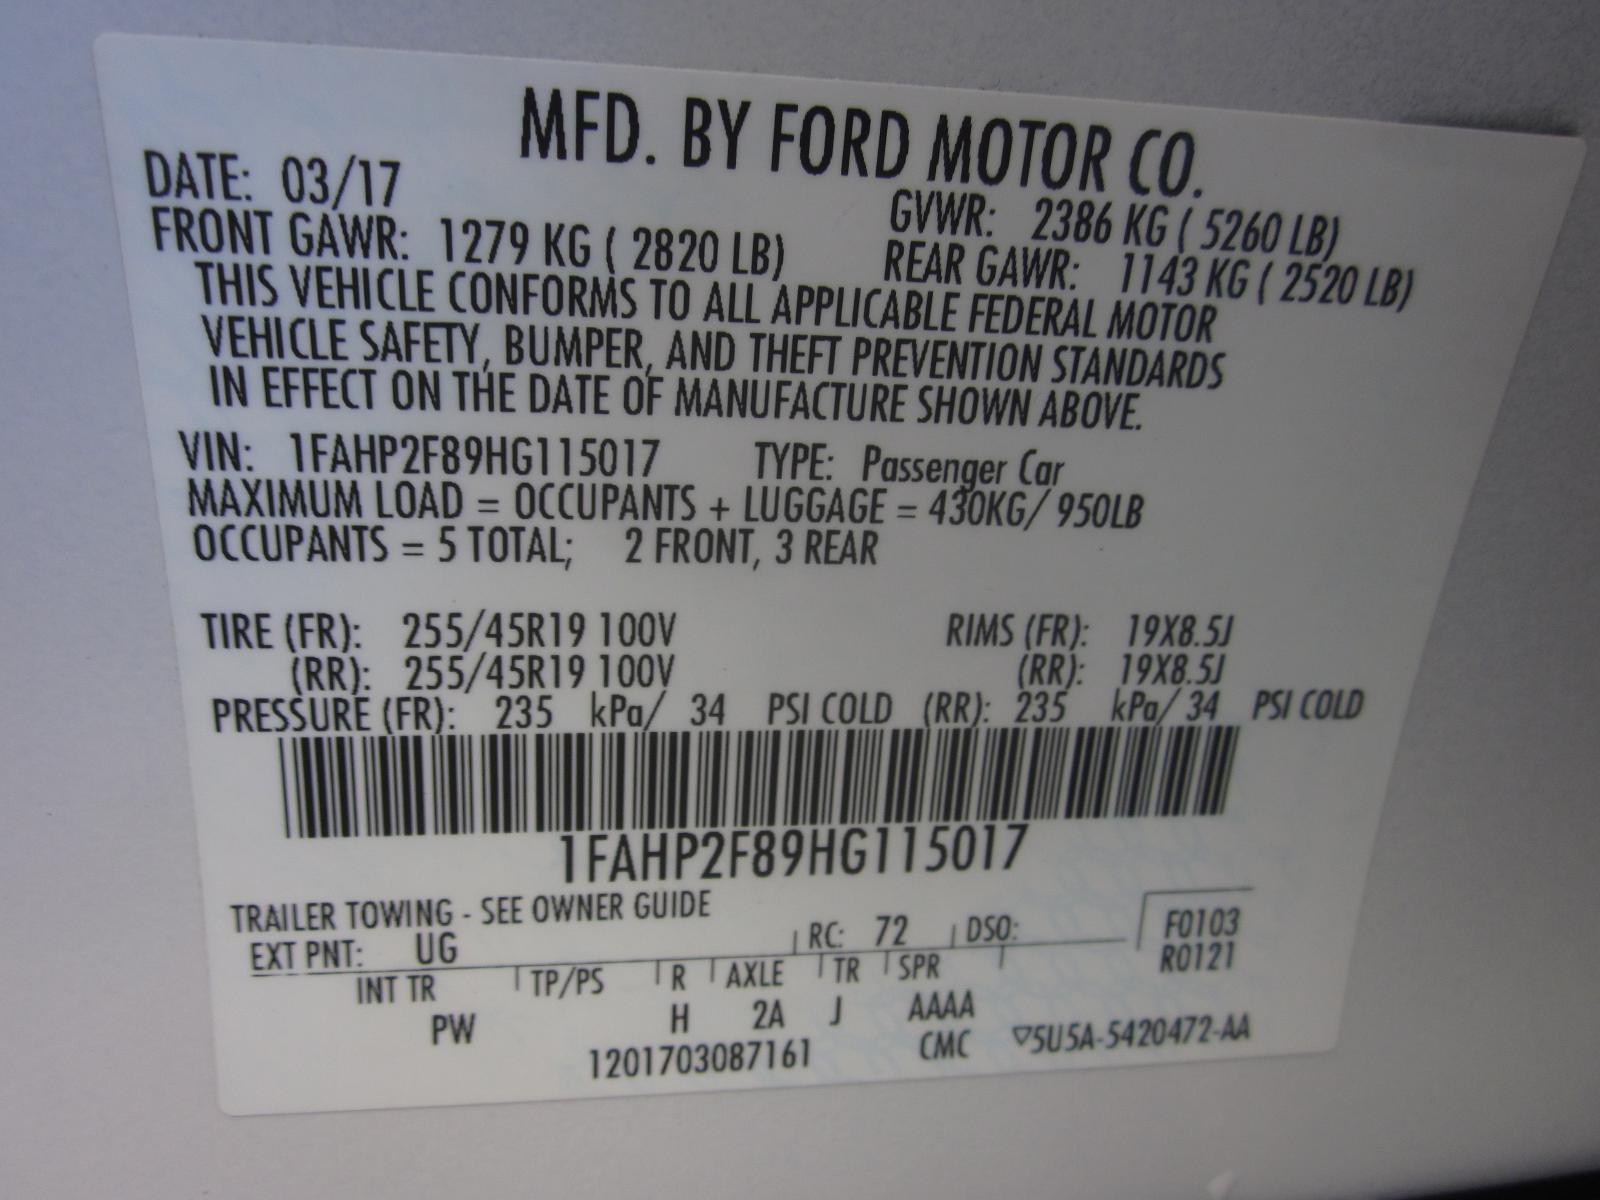 MFD. BY FORD MOTOR CO.
DATE: 03/17 GVWR: 2386 KG ( 5260 LB)
FRONT GAWR: 1279 KG ( 2820 LB) REAR GAWR: 1143 KG ( 2520 LB)
THIS VEHICLE CONFORMS TO ALL APPLICABLE FEDERAL MOTOR
VEHICLE SAFETY, BUMPER, AND THEFT PREVENTION STANDARDS
IN EFFECT ON THE DATE OF MANUFACTURE SHOWN ABOVE.
VIN: 1FAHP2F89HG115017 TYPE: Passenger Car
MAXIMUM LOAD = OCCUPANTS + LUGGAGE = 430KG/ 950LB
OCCUPANTS = 5 TOTAL; 2 FRONT, 3 REAR
TIRE (FR): 255/45R19 100V RIMS (FR): 19X8.5J
(RR): 255/45R19 100V (RR): 19X8.5J
PRESSURE (FR): 235 kPa/ 34 PSI COLD (RR): 235 kPa/ 34 PSI COLD
1FAHP2F89HG115017
TRAILER TOWING - SEE OWNER GUIDE
EXT PNT: UG RC: 72 DSO: F0103
R0121
INT TR TP/PS R AXLE TR SPR
PW H 2A J AAAA
1201703087161 CMC ▽5U5A-5420472-AA